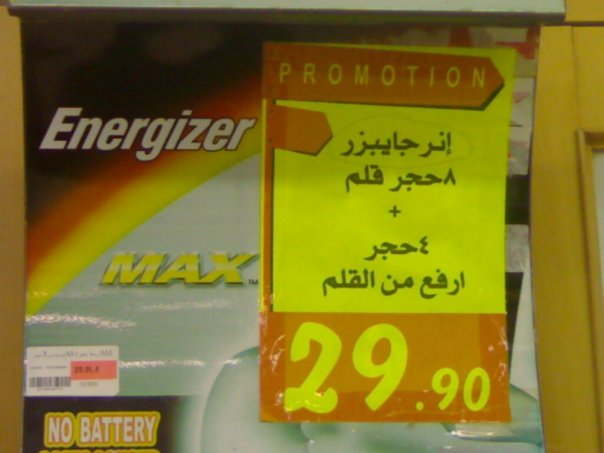 Energizer
MAX
PROMOTION
إنرجايبزر
٨حجر قلم
+
٤حجر
ارفع من القلم
29.90
NO BATTERY